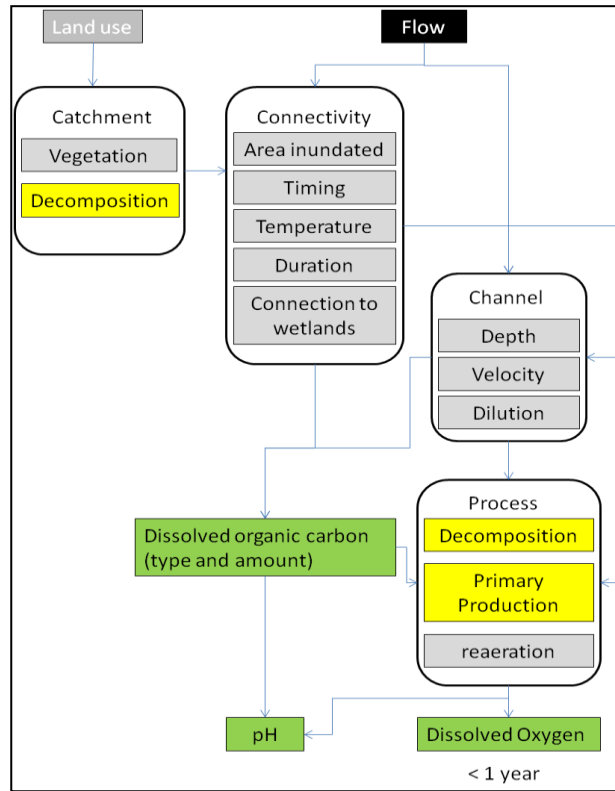 Land use
Flow
Catchment
Vegetation
Decomposition
Connectivity
Area inundated
Timing
Temperature
Duration
Connection to
wetlands
Channel
Depth
Velocity
Dilution
Dissolved organic carbon
(type and amount)
Process
Decomposition
Primary
Production
reaeration
pH
Dissolved Oxygen
< 1 year